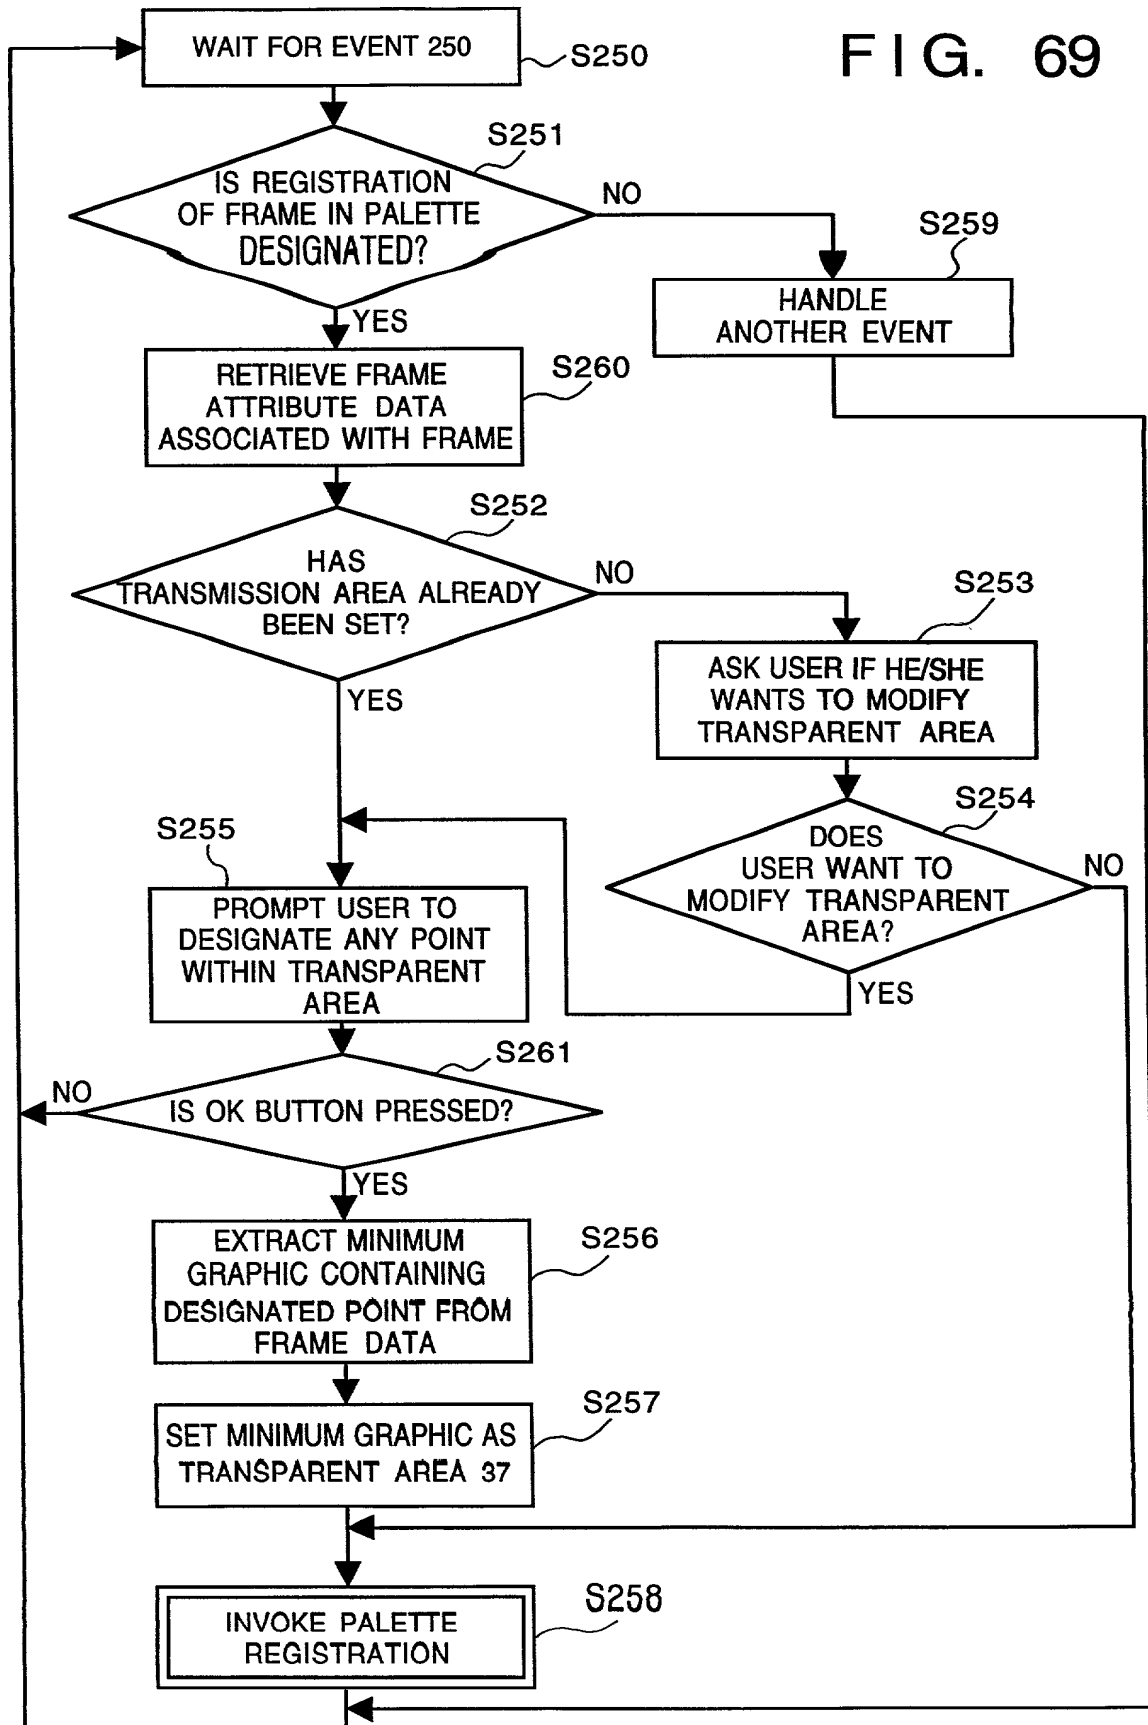 FIG. 69
WAIT FOR EVENT 250
S250
S251
IS REGISTRATION
OF FRAME IN PALETTE
DESIGNATED?
NO
YES
S259
HANDLE
ANOTHER EVENT
S260
RETRIEVE FRAME
ATTRIBUTE DATA
ASSOCIATED WITH FRAME
S252
HAS
TRANSMISSION AREA ALREADY
BEEN SET?
NO
YES
S253
ASK USER IF HE/SHE
WANTS TO MODIFY
TRANSPARENT AREA
S254
DOES
USER WANT TO
MODIFY TRANSPARENT
AREA?
NO
YES
S255
PROMPT USER TO
DESIGNATE ANY POINT
WITHIN TRANSPARENT
AREA
S261
IS OK BUTTON PRESSED?
NO
YES
S256
EXTRACT MINIMUM
GRAPHIC CONTAINING
DESIGNATED POINT FROM
FRAME DATA
S257
SET MINIMUM GRAPHIC AS
TRANSPARENT AREA 37
S258
INVOKE PALETTE
REGISTRATION